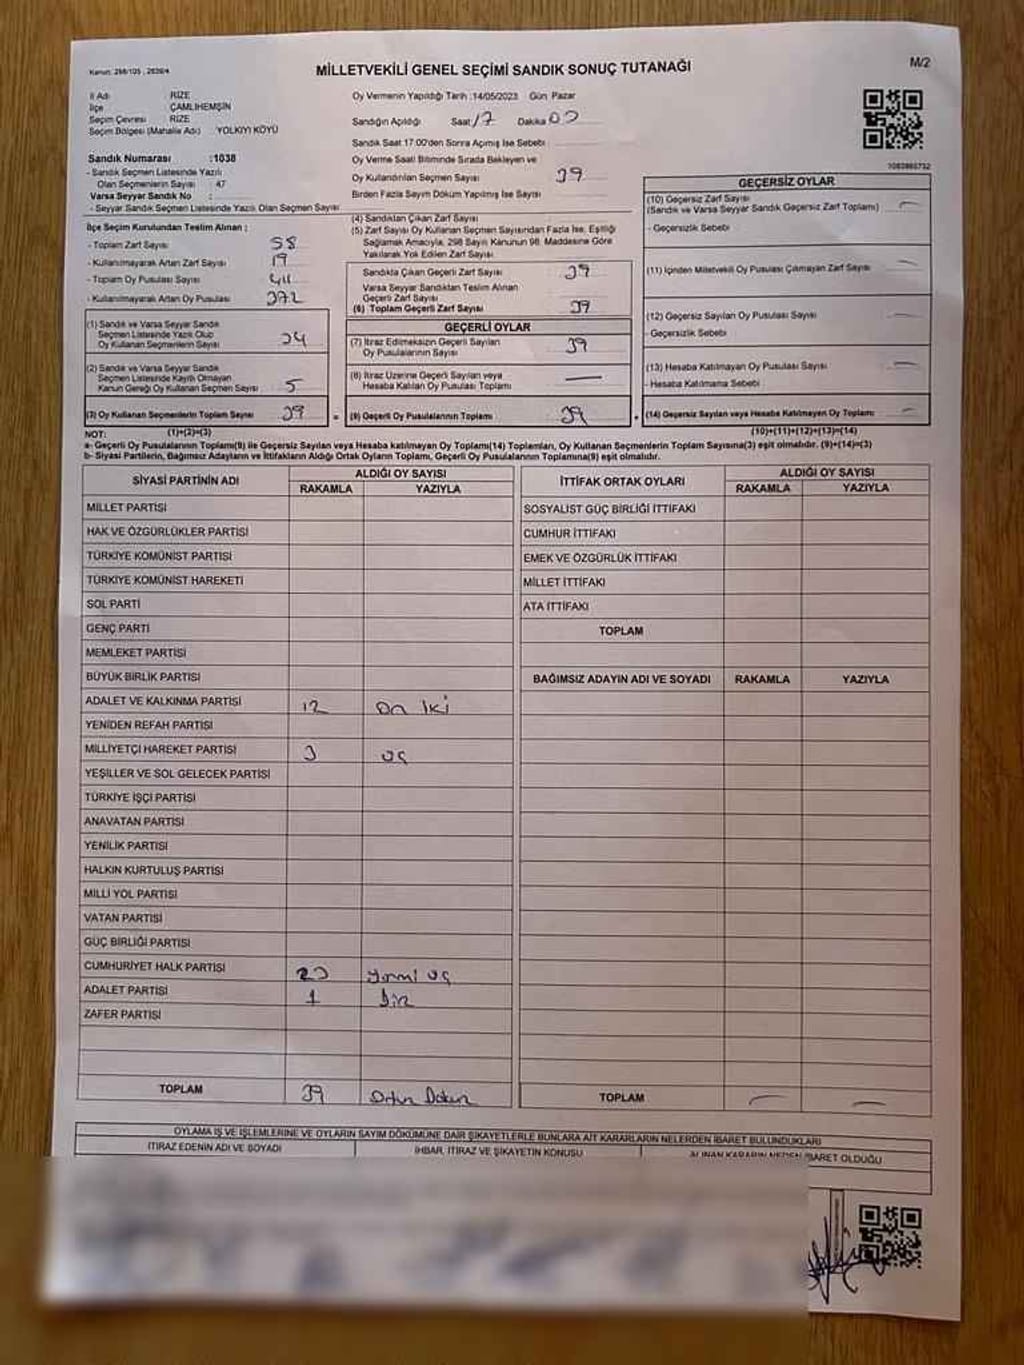 Kanun: 298/105, 2839/4
MİLLETVEKİLİ GENEL SEÇİMİ SANDIK SONUÇ TUTANAĞI
M/2
İl Adı RİZE
İlçe ÇAMLIHEMŞİN
Seçim Çevresi RİZE
Seçim Bölgesi (Mahalle Adı) YOLKIYI KÖYÜ
Sandık Numarası :1038
- Sandık Seçmen Listesinde Yazılı
Olan Seçmenlerin Sayısı 47
Varsa Seyyar Sandık No :
- Seyyar Sandık Seçmen Listesinde Yazılı Olan Seçmen Sayısı
İlçe Seçim Kurulundan Teslim Alınan :
- Toplam Zarf Sayısı 58
- Kullanılmayarak Artan Zarf Sayısı 19
- Toplam Oy Pusulası Sayısı
- Kullanılmayarak Artan Oy Pusulası 372
(1) Sandık ve Varsa Seyyar Sandık
Seçmen Listesinde Yazılı Olup
Oy Kullanan Seçmenlerin Sayısı 34
(2) Sandık ve Varsa Seyyar Sandık
Seçmen Listesinde Kayıtlı Olmayan
Kanun Gereği Oy Kullanan Seçmen Sayısı 5
(3) Oy Kullanan Seçmenlerin Toplam Sayısı 39
(1)+(2)=(3)
Oy Vermenin Yapıldığı Tarih :14/05/2023 Gün: Pazar
Sandığın Açıldığı Saat 17 Dakika 00
Sandık Saat 17.00'den Sonra Açılmış İse Sebebi
Oy Verme Saati Bitiminde Sırada Bekleyen ve
Oy Kullandırılan Seçmen Sayısı 39
Birden Fazla Sayım Döküm Yapılmış İse Sayısı
(4) Sandıktan Çıkan Zarf Sayısı
(5) Zarf Sayısı Oy Kullanan Seçmen Sayısından Fazla İse, Eşitliği
Sağlamak Amacıyla, 298 Sayılı Kanunun 98. Maddesine Göre
Yakılarak Yok Edilen Zarf Sayısı
Sandıkta Çıkan Geçerli Zarf Sayısı 39
Varsa Seyyar Sandıktan Teslim Alınan
Geçerli Zarf Sayısı
(6) Toplam Geçerli Zarf Sayısı 39
GEÇERLİ OYLAR
(7) İtiraz Edilmeksizin Geçerli Sayılan
Oy Pusulalarının Sayısı 39
(8) İtiraz Üzerine Geçerli Sayılan veya
Hesaba Katılan Oy Pusulası Toplamı —
= (9) Geçerli Oy Pusulalarının Toplamı 39
1080865732
GEÇERSİZ OYLAR
(10) Geçersiz Zarf Sayısı
(Sandık ve Varsa Seyyar Sandık Geçersiz Zarf Toplamı) —
- Geçersizlik Sebebi
(11) İçinden Milletvekili Oy Pusulası Çıkmayan Zarf Sayısı —
(12) Geçersiz Sayılan Oy Pusulası Sayısı —
- Geçersizlik Sebebi
(13) Hesaba Katılmayan Oy Pusulası Sayısı —
- Hesaba Katılmama Sebebi
+ (14) Geçersiz Sayılan veya Hesaba Katılmayan Oy Toplamı —
(10)+(11)+(12)+(13)=(14)
NOT:
a- Geçerli Oy Pusulalarının Toplamı(9) ile Geçersiz Sayılan veya Hesaba katılmayan Oy Toplamı(14) Toplamları, Oy Kullanan Seçmenlerin Toplam Sayısına(3) eşit olmalıdır. (9)+(14)=(3)
b- Siyasi Partilerin, Bağımsız Adayların ve İttifakların Aldığı Ortak Oyların Toplamı, Geçerli Oy Pusulalarının Toplamına(9) eşit olmalıdır.
SİYASİ PARTİNİN ADI ALDIĞI OY SAYISI
RAKAMLA YAZIYLA
MİLLET PARTİSİ
HAK VE ÖZGÜRLÜKLER PARTİSİ
TÜRKİYE KOMÜNİST PARTİSİ
TÜRKİYE KOMÜNİST HAREKETİ
SOL PARTİ
GENÇ PARTİ
MEMLEKET PARTİSİ
BÜYÜK BİRLİK PARTİSİ
ADALET VE KALKINMA PARTİSİ 12 on iki
YENİDEN REFAH PARTİSİ
MİLLİYETÇİ HAREKET PARTİSİ 3 üç
YEŞİLLER VE SOL GELECEK PARTİSİ
TÜRKİYE İŞÇİ PARTİSİ
ANAVATAN PARTİSİ
YENİLİK PARTİSİ
HALKIN KURTULUŞ PARTİSİ
MİLLİ YOL PARTİSİ
VATAN PARTİSİ
GÜÇ BİRLİĞİ PARTİSİ
CUMHURİYET HALK PARTİSİ 23 yirmi üç
ADALET PARTİSİ 1 bir
ZAFER PARTİSİ
TOPLAM 39 Otuz Dokuz
İTTİFAK ORTAK OYLARI ALDIĞI OY SAYISI
RAKAMLA YAZIYLA
SOSYALİST GÜÇ BİRLİĞİ İTTİFAKI
CUMHUR İTTİFAKI
EMEK VE ÖZGÜRLÜK İTTİFAKI
MİLLET İTTİFAKI
ATA İTTİFAKI
TOPLAM
BAĞIMSIZ ADAYIN ADI VE SOYADI RAKAMLA YAZIYLA
TOPLAM — —
OYLAMA İŞ VE İŞLEMLERİNE VE OYLARIN SAYIM DÖKÜMÜNE DAİR ŞİKAYETLERLE BUNLARA AİT KARARLARIN NELERDEN İBARET BULUNDUKLARI
İTİRAZ EDENİN ADI VE SOYADI İHBAR, İTİRAZ VE ŞİKAYETİN KONUSU ALINAN KARARIN NEDEN İBARET OLDUĞU